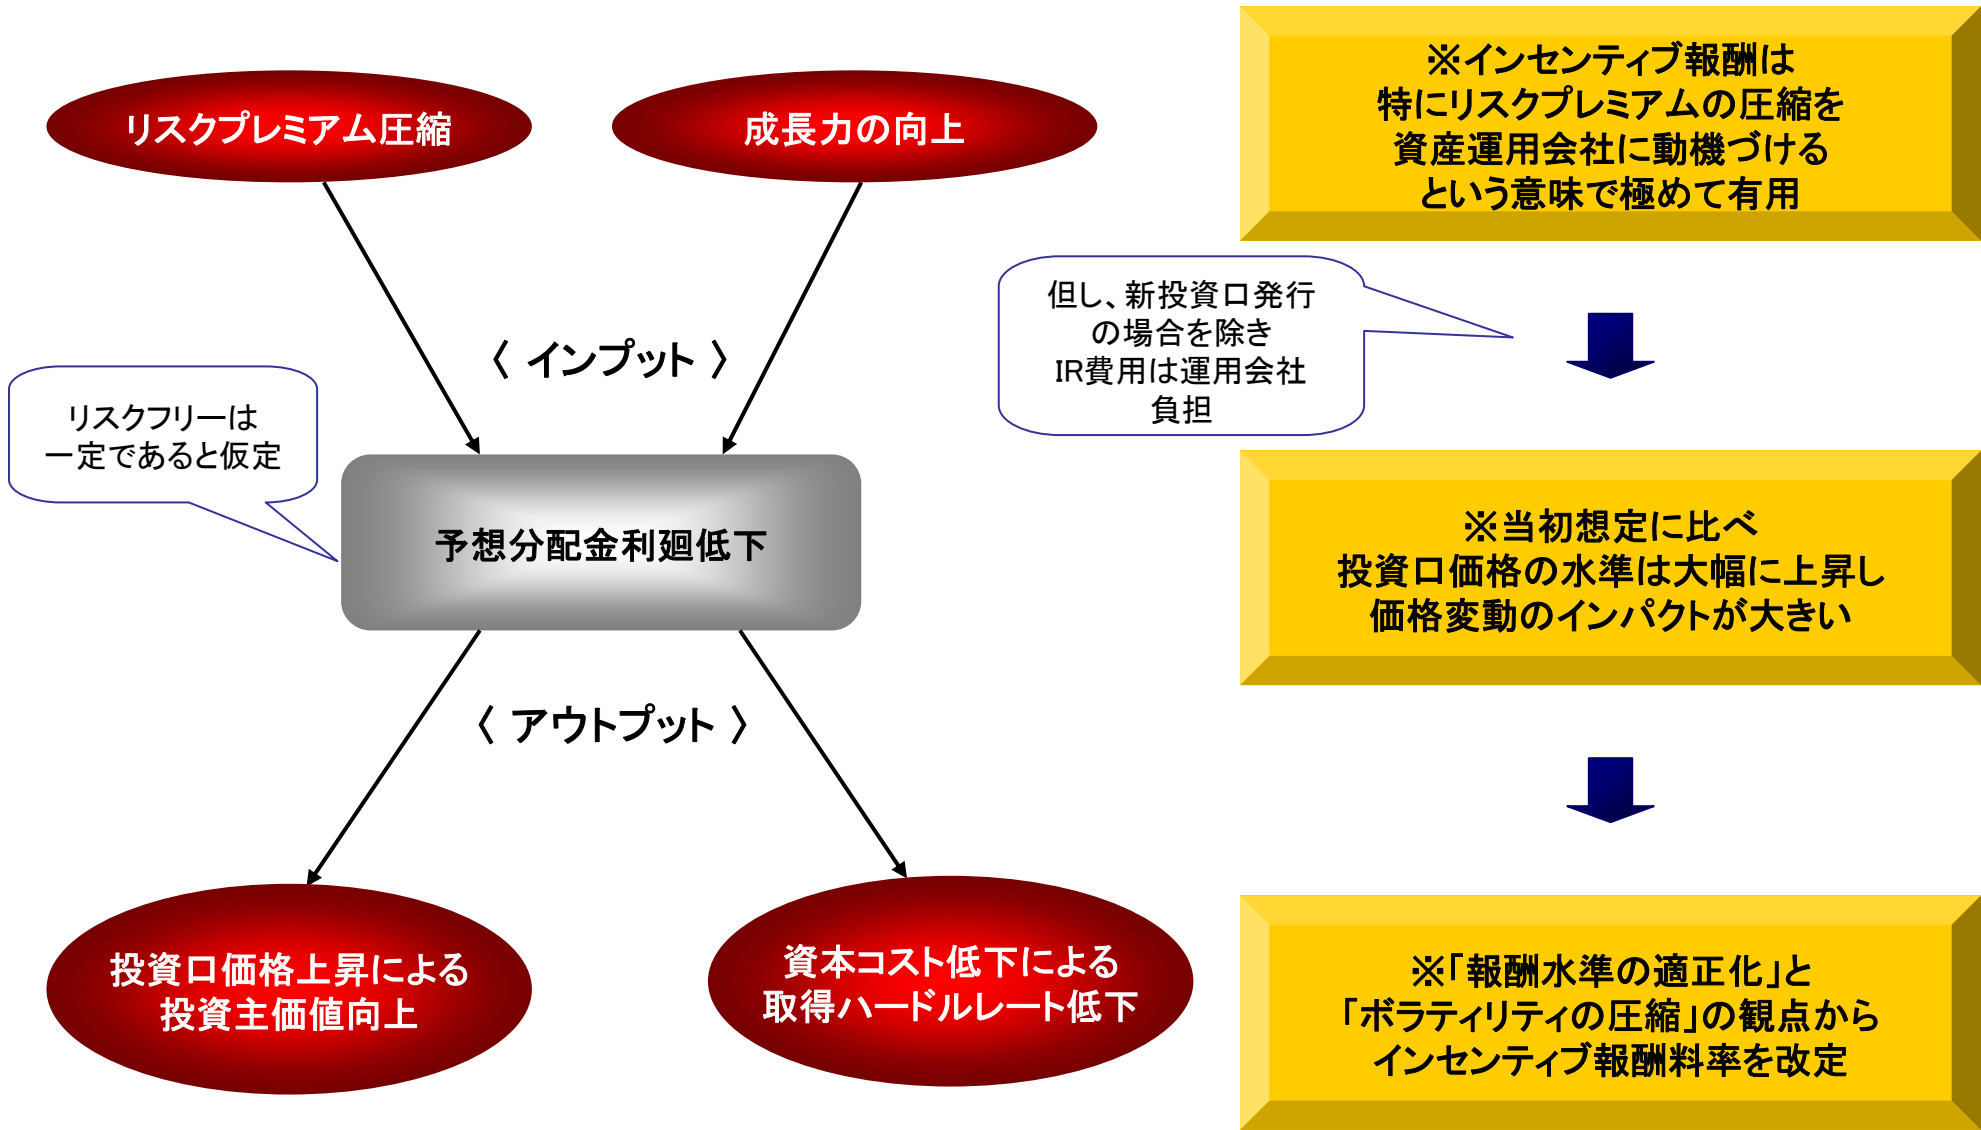 リスクプレミアム圧縮
成長力の向上
〈 インプット 〉
リスクフリーは
一定であると仮定
予想分配金利廻低下
〈 アウトプット 〉
投資口価格上昇による
投資主価値向上
資本コスト低下による
取得ハードルレート低下
※インセンティブ報酬は
特にリスクプレミアムの圧縮を
資産運用会社に動機づける
という意味で極めて有用
但し、新投資口発行
の場合を除き
IR費用は運用会社
負担
※当初想定に比べ
投資口価格の水準は大幅に上昇し
価格変動のインパクトが大きい
※「報酬水準の適正化」と
「ボラティリティの圧縮」の観点から
インセンティブ報酬料率を改定